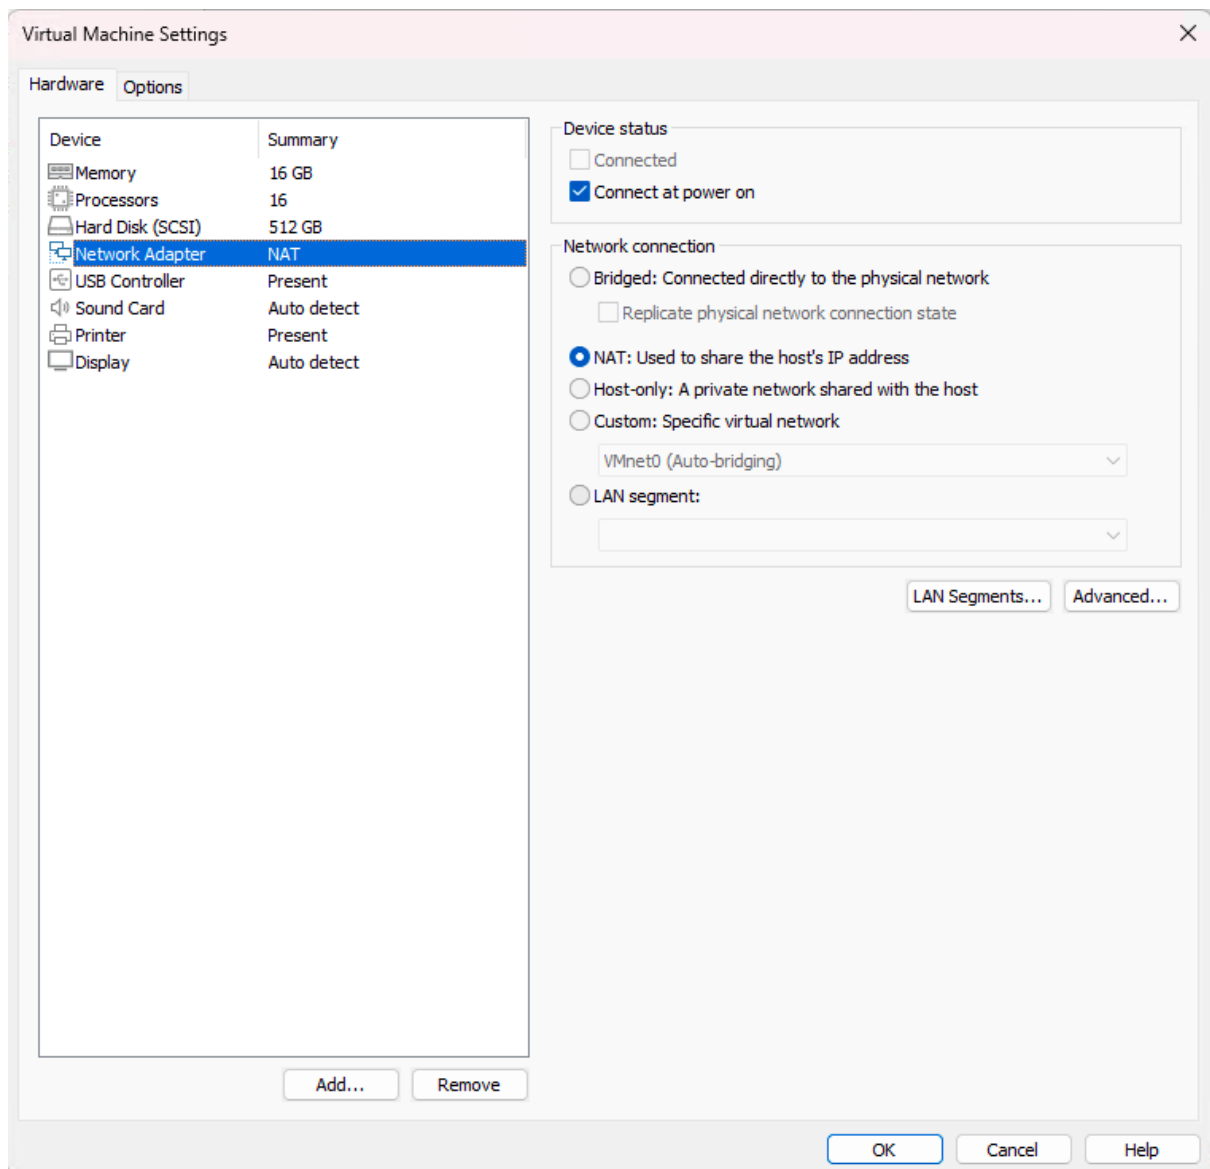 Virtual Machine Settings
Hardware
Options
Device Summary
Memory 16 GB
Processors 16
Hard Disk (SCSI) 512 GB
Network Adapter NAT
USB Controller Present
Sound Card Auto detect
Printer Present
Display Auto detect
Add...
Remove
Device status
Connected
Connect at power on
Network connection
Bridged: Connected directly to the physical network
Replicate physical network connection state
NAT: Used to share the host's IP address
Host-only: A private network shared with the host
Custom: Specific virtual network
VMnet0 (Auto-bridging)
LAN segment:
LAN Segments...
Advanced...
OK
Cancel
Help